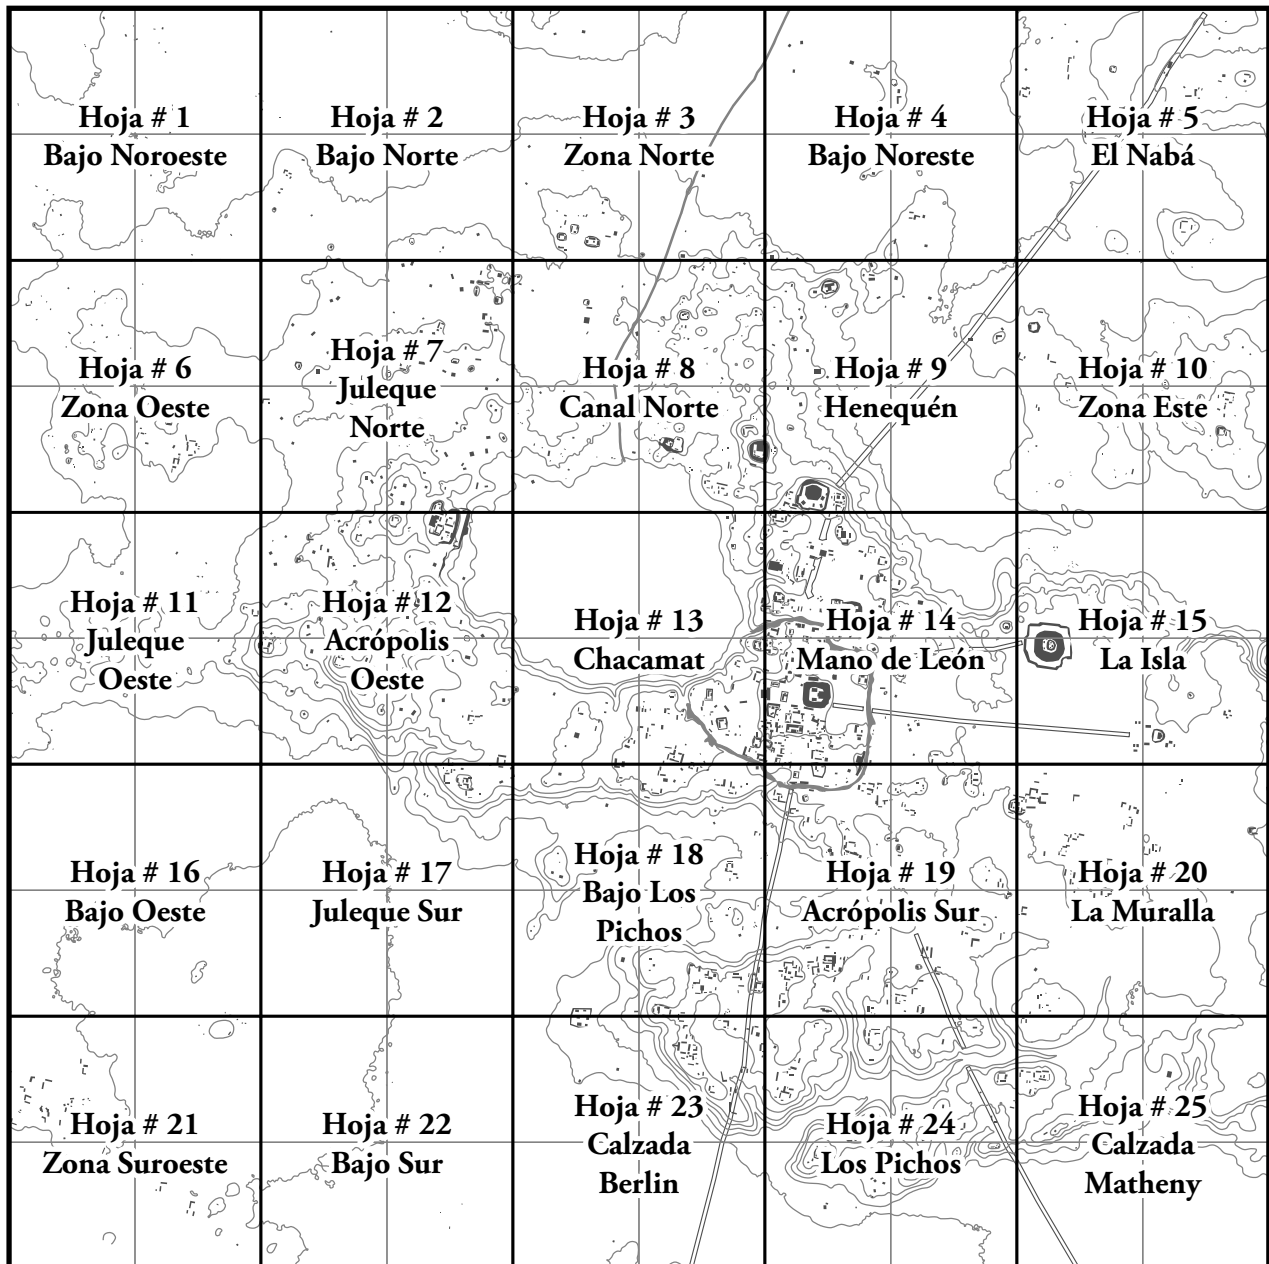 Hoja # 1
Bajo Noroeste
Hoja # 2
Bajo Norte
Hoja # 3
Zona Norte
Hoja # 4
Bajo Noreste
Hoja # 5
El Nabá
Hoja # 6
Zona Oeste
Hoja # 7
Juleque
Norte
Hoja # 8
Canal Norte
Hoja # 9
Henequén
Hoja # 10
Zona Este
Hoja # 11
Juleque
Oeste
Hoja # 12
Acrópolis
Oeste
Hoja # 13
Chacamat
Hoja # 14
Mano de León
Hoja # 15
La Isla
Hoja # 16
Bajo Oeste
Hoja # 17
Juleque Sur
Hoja # 18
Bajo Los
Pichos
Hoja # 19
Acrópolis Sur
Hoja # 20
La Muralla
Hoja # 21
Zona Suroeste
Hoja # 22
Bajo Sur
Hoja # 23
Calzada
Berlin
Hoja # 24
Los Pichos
Hoja # 25
Calzada
Matheny